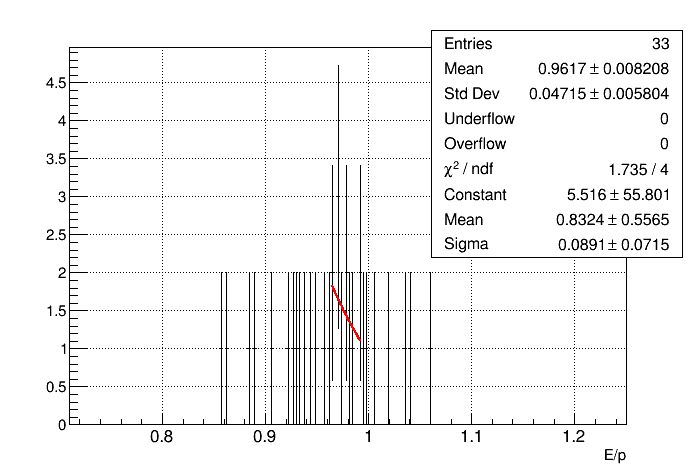 Entries 33
Mean 0.9617 ± 0.008208
Std Dev 0.04715 ± 0.005804
Underflow 0
Overflow 0
χ² / ndf 1.735 / 4
Constant 5.516 ± 55.801
Mean 0.8324 ± 0.5565
Sigma 0.0891 ± 0.0715
4.5
4
3.5
3
2.5
2
1.5
1
0.5
0
0.8 0.9 1 1.1 1.2
E/p